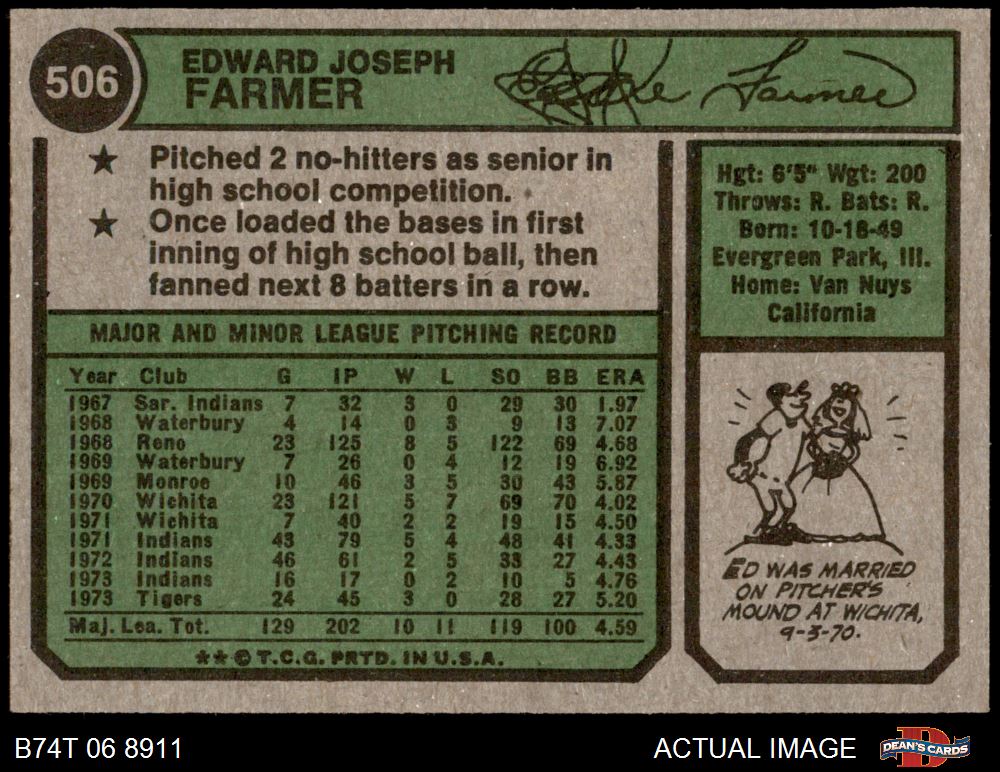 506
EDWARD JOSEPH
FARMER
Farmer
★ Pitched 2 no-hitters as senior in
high school competition.
★ Once loaded the bases in first
inning of high school ball, then
fanned next 8 batters in a row.
Hgt: 6'5" Wgt: 200
Throws: R. Bats: R.
Born: 10-18-49
Evergreen Park, Ill.
Home: Van Nuys
California
MAJOR AND MINOR LEAGUE PITCHING RECORD
Year Club G IP W L SO BB ERA
1967 Sar. Indians 7 32 3 0 29 30 1.97
1968 Waterbury 4 14 0 3 9 13 7.07
1968 Reno 23 125 8 5 122 69 4.68
1969 Waterbury 7 26 0 4 12 19 6.92
1969 Monroe 10 46 3 5 30 43 5.87
1970 Wichita 23 121 5 7 69 70 4.02
1971 Wichita 7 40 2 2 19 15 4.50
1971 Indians 43 79 5 4 48 41 4.33
1972 Indians 46 61 2 5 33 27 4.43
1973 Indians 16 17 0 2 10 5 4.76
1973 Tigers 24 45 3 0 28 27 5.20
Maj. Lea. Tot. 129 202 10 11 119 100 4.59
★★ © T.C.G. PRTD. IN U.S.A.
ED WAS MARRIED
ON PITCHER'S
MOUND AT WICHITA,
9-3-70.
B74T 06 8911
ACTUAL IMAGE
DEAN'S CARDS